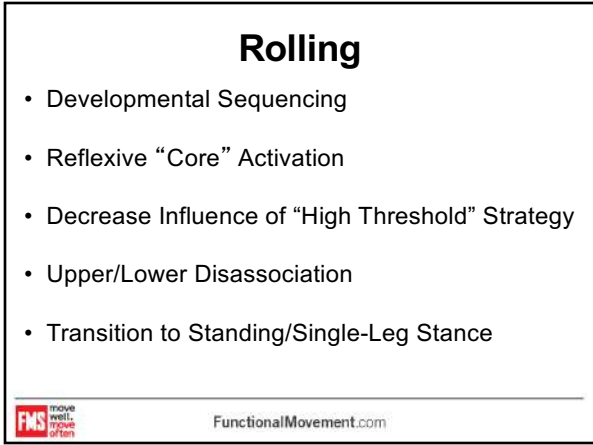 Rolling
• Developmental Sequencing
• Reflexive “Core” Activation
• Decrease Influence of “High Threshold” Strategy
• Upper/Lower Disassociation
• Transition to Standing/Single-Leg Stance
FMS
move
well.
move
often
FunctionalMovement.com